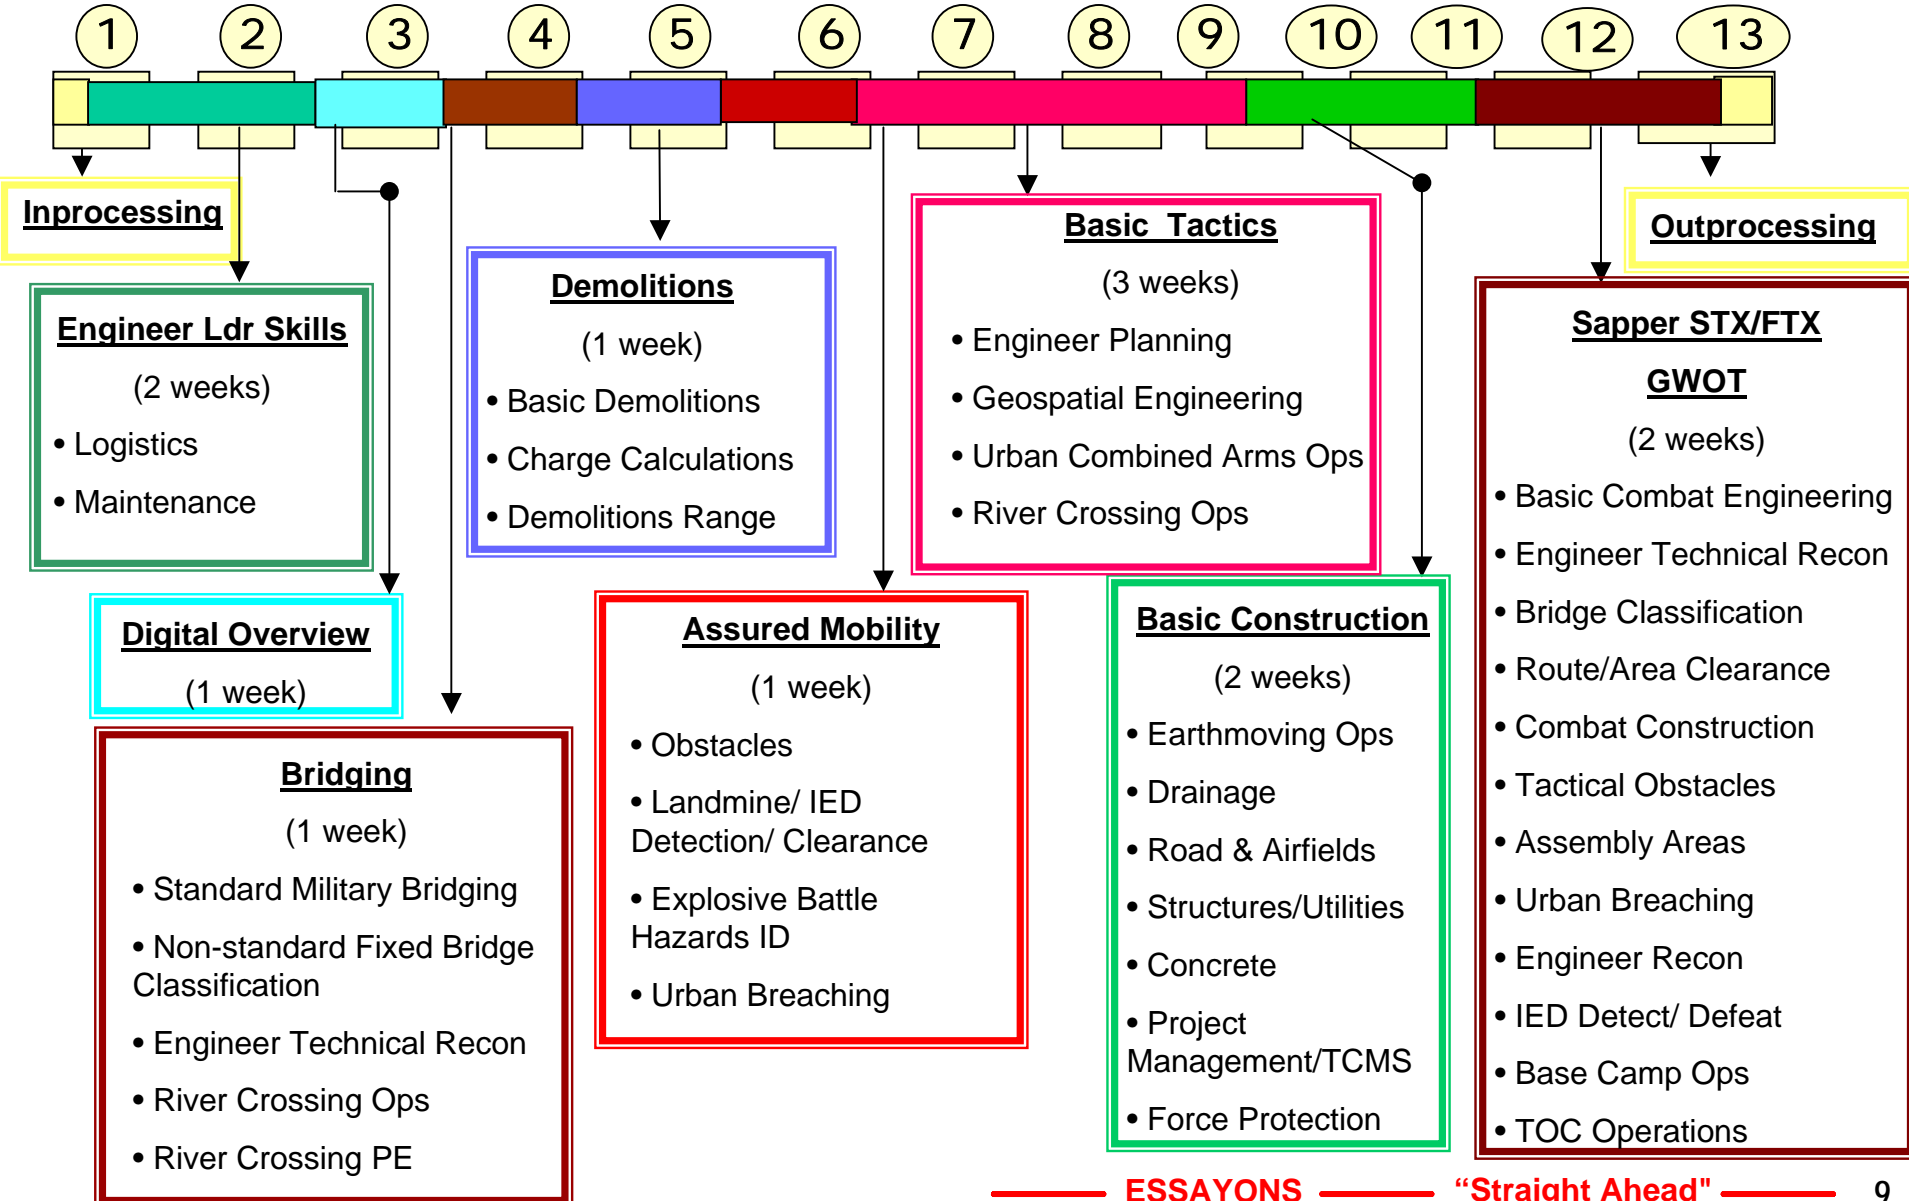 1 2 3 4 5 6 7 8 9 10 11 12 13
Inprocessing
Engineer Ldr Skills
(2 weeks)
• Logistics
• Maintenance
Digital Overview
(1 week)
Bridging
(1 week)
• Standard Military Bridging
• Non-standard Fixed Bridge
Classification
• Engineer Technical Recon
• River Crossing Ops
• River Crossing PE
Demolitions
(1 week)
• Basic Demolitions
• Charge Calculations
• Demolitions Range
Assured Mobility
(1 week)
• Obstacles
• Landmine/ IED
Detection/ Clearance
• Explosive Battle
Hazards ID
• Urban Breaching
Basic Tactics
(3 weeks)
• Engineer Planning
• Geospatial Engineering
• Urban Combined Arms Ops
• River Crossing Ops
Basic Construction
(2 weeks)
• Earthmoving Ops
• Drainage
• Road & Airfields
• Structures/Utilities
• Concrete
• Project
Management/TCMS
• Force Protection
Outprocessing
Sapper STX/FTX
GWOT
(2 weeks)
• Basic Combat Engineering
• Engineer Technical Recon
• Bridge Classification
• Route/Area Clearance
• Combat Construction
• Tactical Obstacles
• Assembly Areas
• Urban Breaching
• Engineer Recon
• IED Detect/ Defeat
• Base Camp Ops
• TOC Operations
ESSAYONS “Straight Ahead" 9